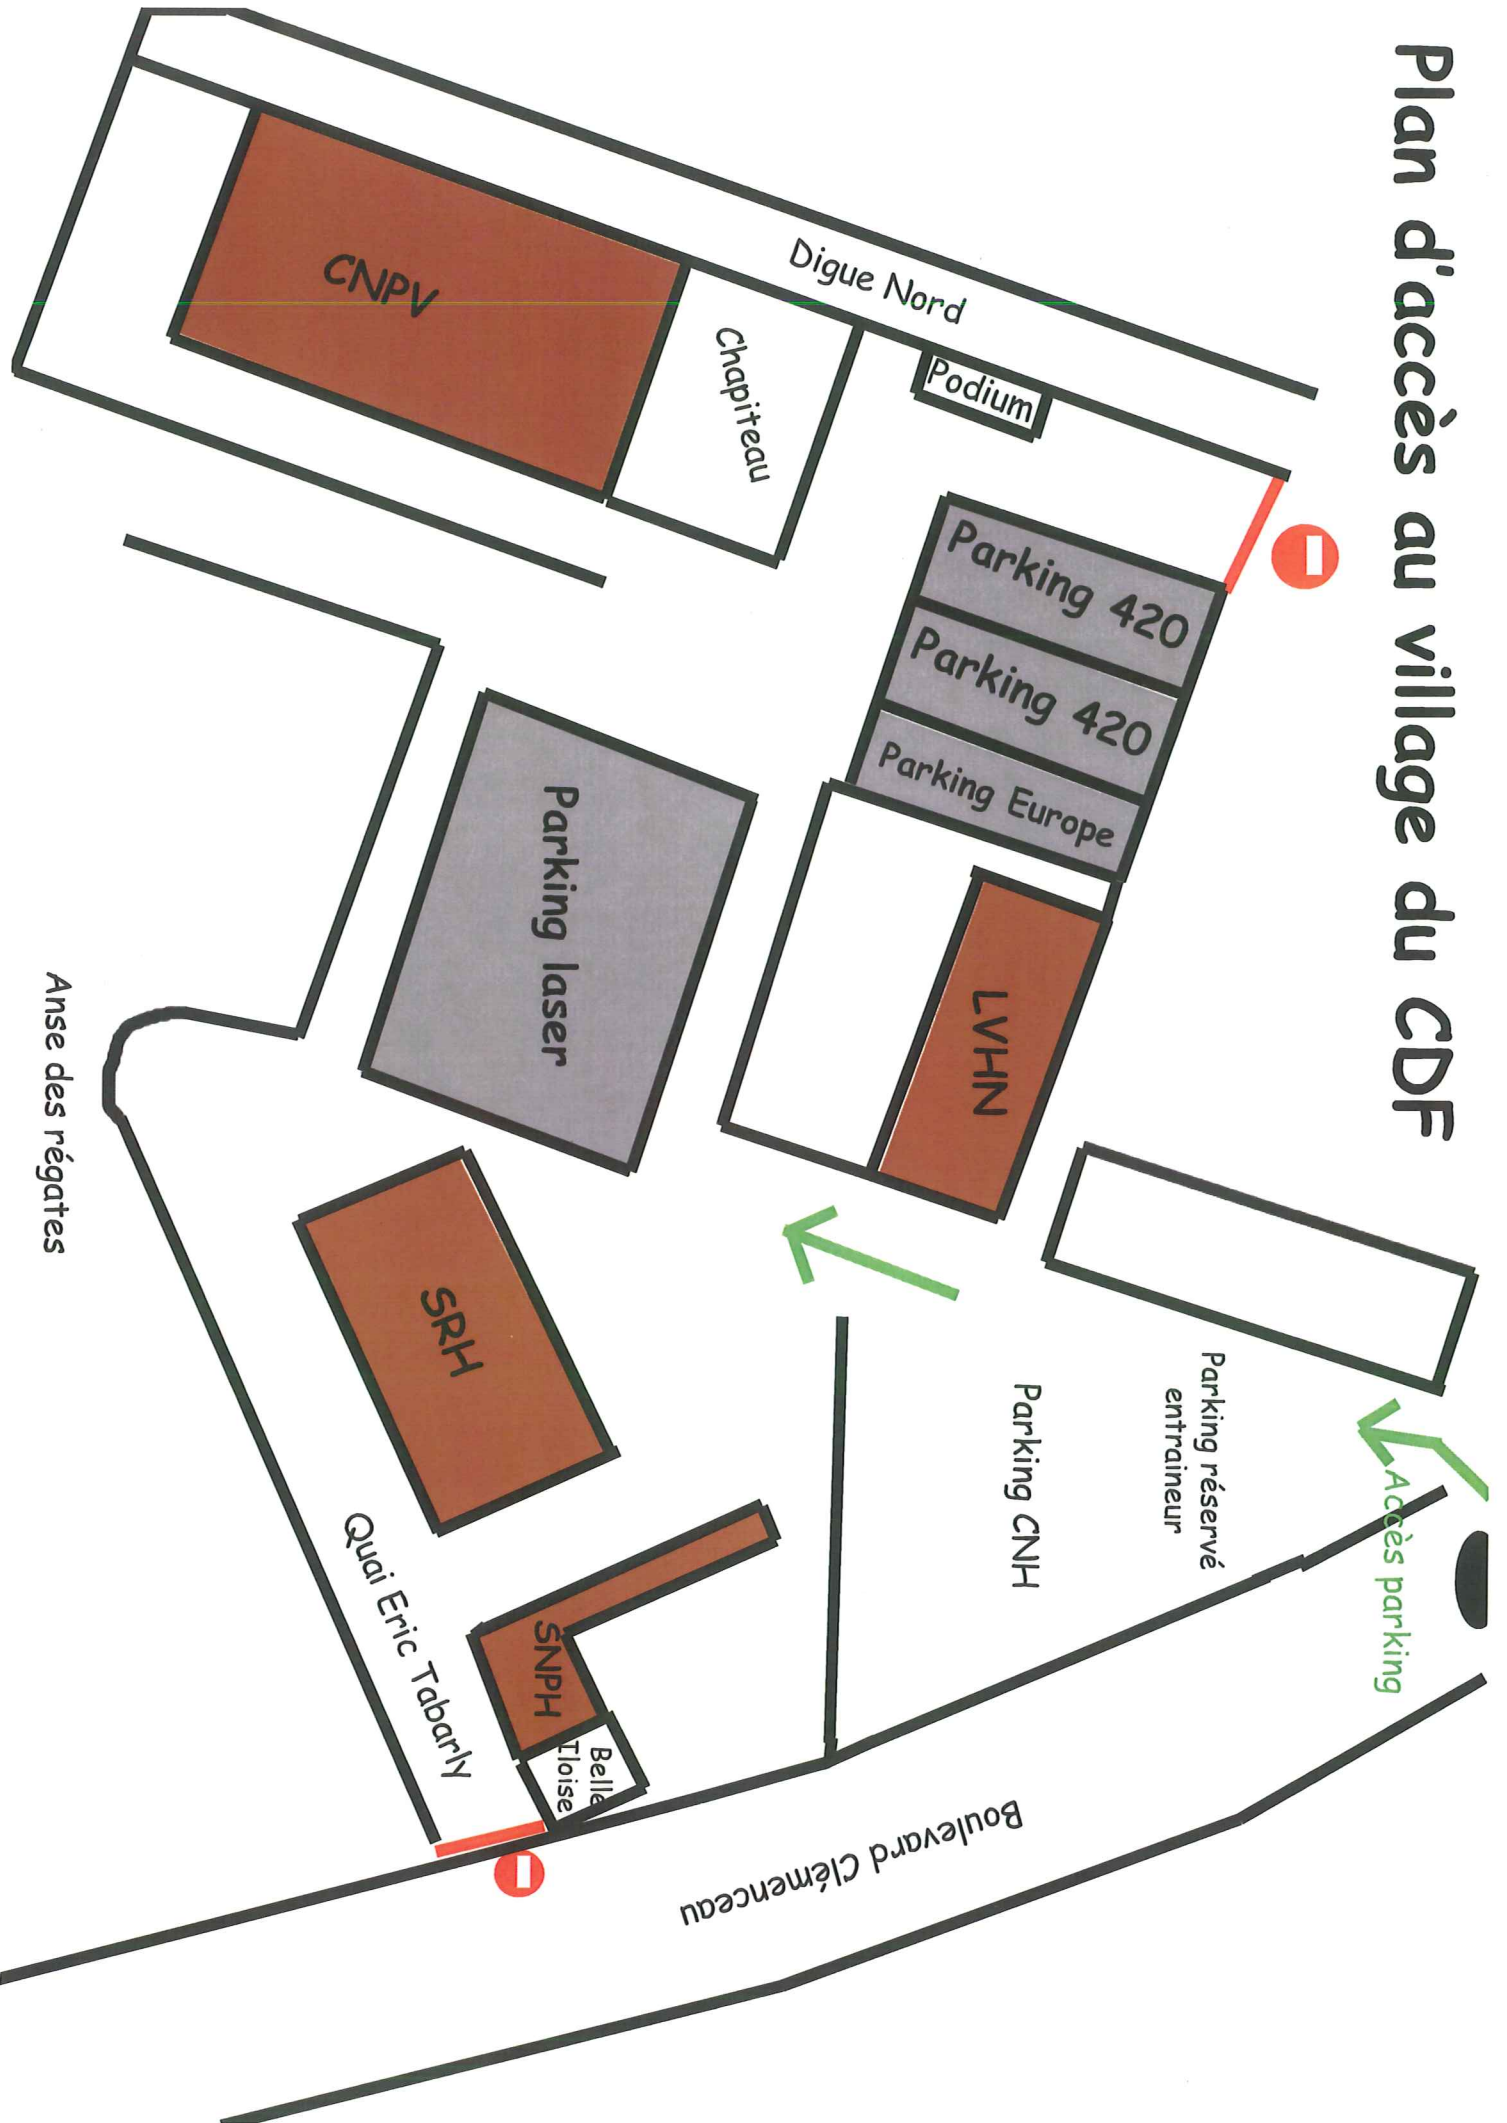 Plan d'accès au village du CDF
Digue Nord
Podium
CNPV
Chapiteau
Parking 420
Parking 420
Parking Europe
Parking laser
LVHN
Anse des régates
SRH
Parking réservé
entraineur
Parking CNH
Accès parking
SNPH
Belle
Iloise
Quai Eric Tabarly
Boulevard Clémenceau